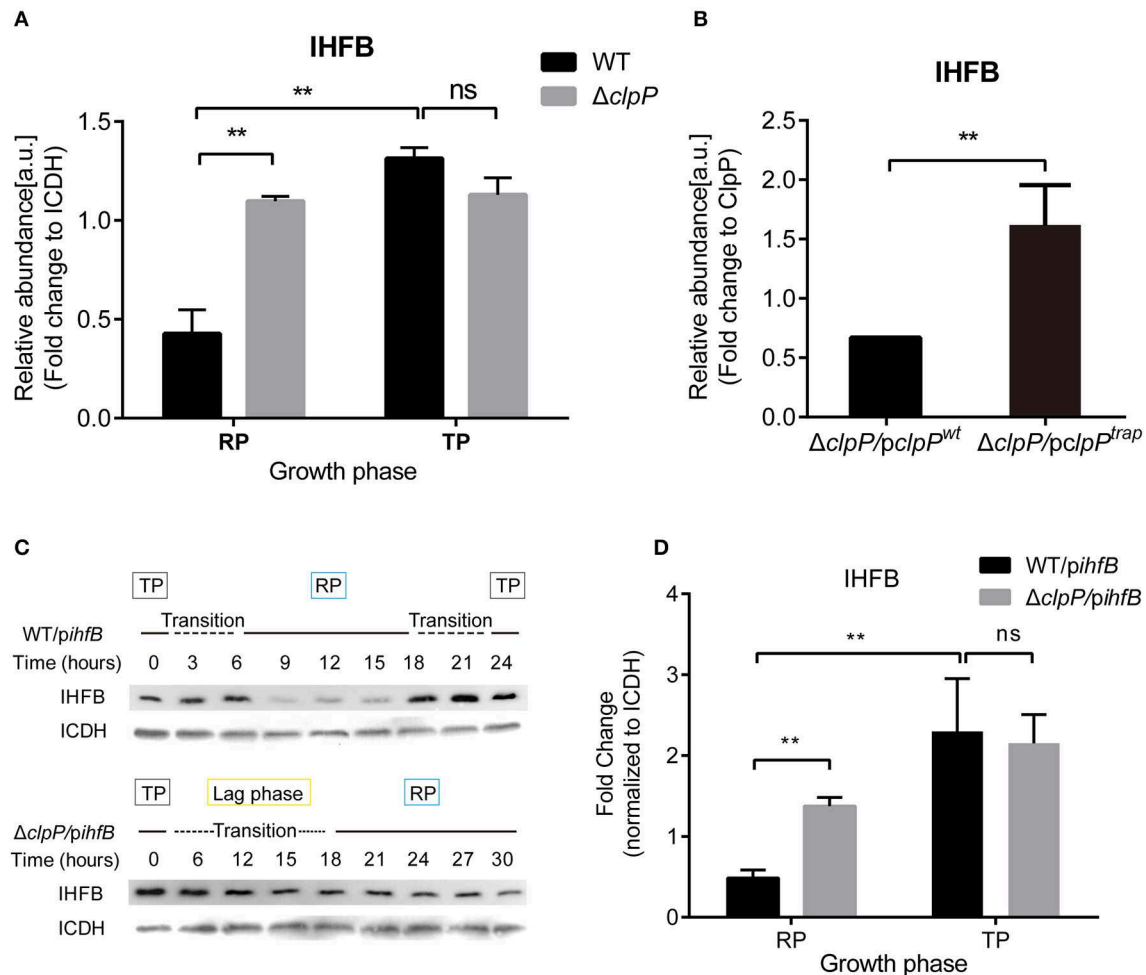 A
IHFB
WT
ΔclpP
**
ns
**
Relative abundance[a.u.]
(Fold change to ICDH)
1.5
1.0
0.5
0.0
RP
TP
Growth phase
B
IHFB
**
Relative abundance[a.u.]
(Fold change to ClpP)
2.5
2.0
1.5
1.0
0.5
0.0
ΔclpP/pclpP^wt
ΔclpP/pclpP^trap
C
TP RP TP
Transition Transition
WT/pihfB
Time (hours) 0 3 6 9 12 15 18 21 24
IHFB
ICDH
TP Lag phase RP
Transition
ΔclpP/pihfB
Time (hours) 0 6 12 15 18 21 24 27 30
IHFB
ICDH
D
IHFB
WT/pihfB
ΔclpP/pihfB
**
ns
**
Fold Change
(normalized to ICDH)
4
3
2
1
0
RP
TP
Growth phase